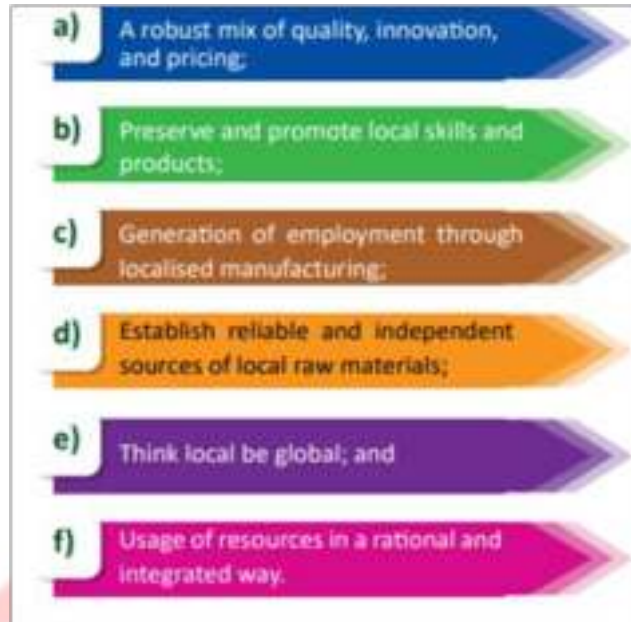 a)
A robust mix of quality, innovation,
and pricing;
b)
Preserve and promote local skills and
products;
c)
Generation of employment through
localised manufacturing;
d)
Establish reliable and independent
sources of local raw materials;
e)
Think local be global; and
f)
Usage of resources in a rational and
integrated way.